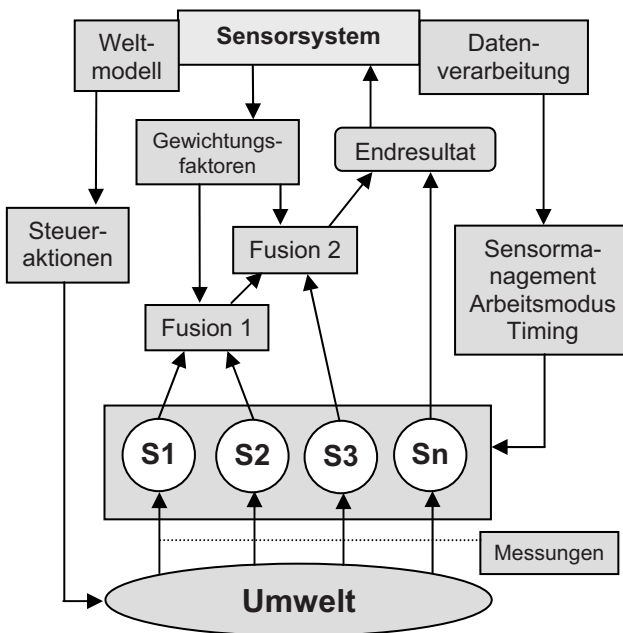 Welt-
modell
Sensorsystem
Daten-
verarbeitung
Gewichtungs-
faktoren
Endresultat
Steuer-
aktionen
Fusion 2
Sensorma-
nagement
Arbeitsmodus
Timing
Fusion 1
S1
S2
S3
Sn
Messungen
Umwelt